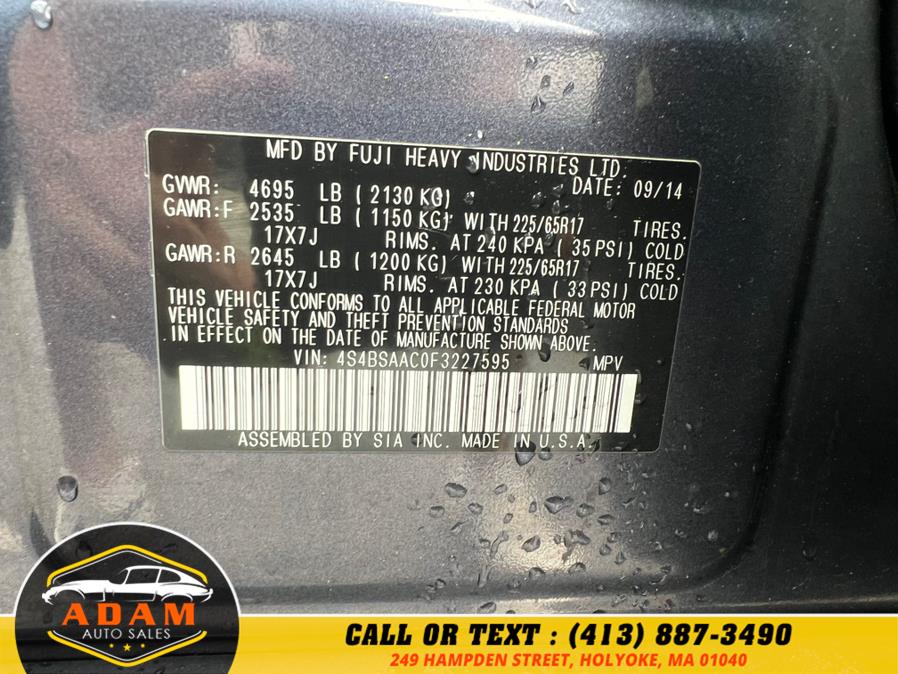 MFD BY FUJI HEAVY INDUSTRIES LTD.
GVWR: 4695 LB ( 2130 KG) DATE: 09/14
GAWR:F 2535 LB ( 1150 KG) WITH 225/65R17 TIRES.
17X7J RIMS. AT 240 KPA ( 35 PSI) COLD
GAWR:R 2645 LB ( 1200 KG) WITH 225/65R17 TIRES.
17X7J RIMS. AT 230 KPA ( 33 PSI) COLD
THIS VEHICLE CONFORMS TO ALL APPLICABLE FEDERAL MOTOR
VEHICLE SAFETY AND THEFT PREVENTION STANDARDS
IN EFFECT ON THE DATE OF MANUFACTURE SHOWN ABOVE.
VIN: 4S4BSAAC0F3227595 MPV
ASSEMBLED BY SIA INC. MADE IN U.S.A.
ADAM
AUTO SALES
CALL OR TEXT : (413) 887-3490
249 HAMPDEN STREET, HOLYOKE, MA 01040